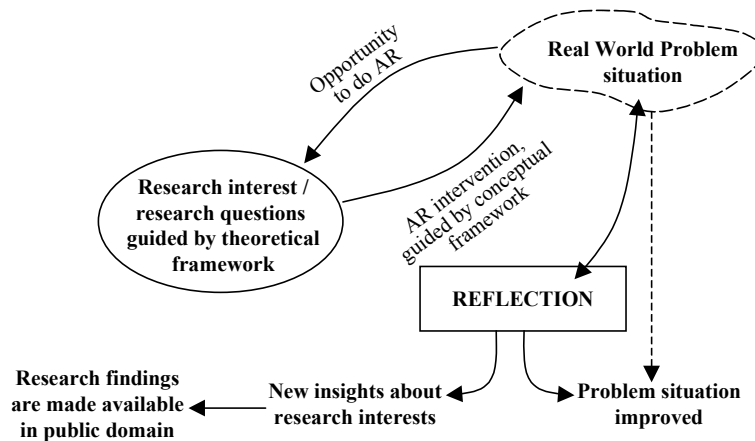 Real World Problem
situation
Opportunity
to do AR
AR intervention,
guided by conceptual
framework
Research interest /
research questions
guided by theoretical
framework
REFLECTION
Research findings
are made available
in public domain
New insights about
research interests
Problem situation
improved